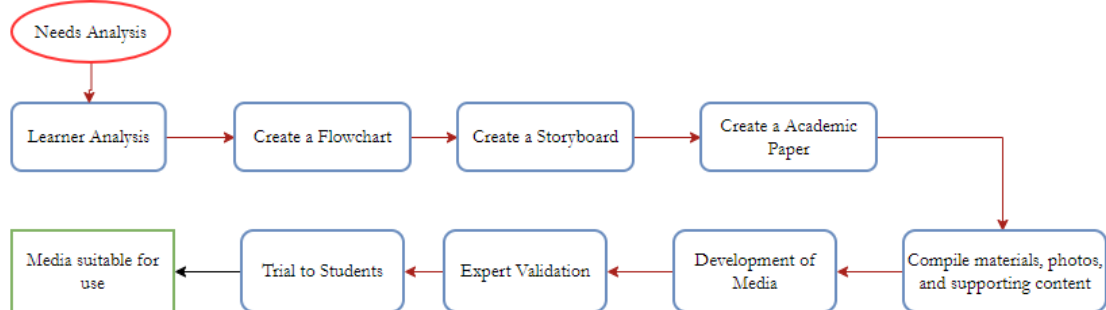 Needs Analysis
Learner Analysis
Create a Flowchart
Create a Storyboard
Create a Academic
Paper
Compile materials, photos,
and supporting content
Development of
Media
Expert Validation
Trial to Students
Media suitable for
use